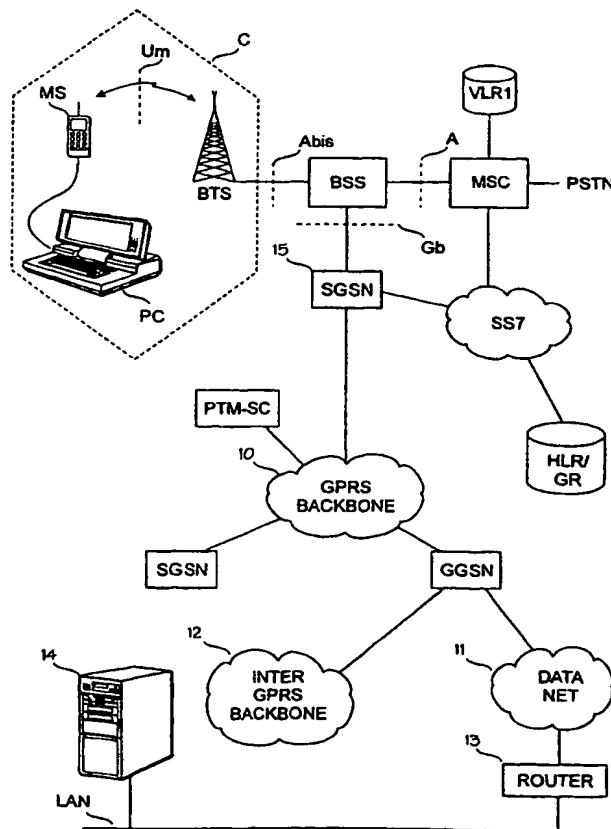 C
Um
MS
VLR1
Abis
A
BTS
BSS
MSC
PSTN
Gb
15
SGSN
PC
SS7
PTM-SC
10
GPRS
BACKBONE
HLR/
GR
SGSN
GGSN
12
14
INTER
GPRS
BACKBONE
11
DATA
NET
13
ROUTER
LAN